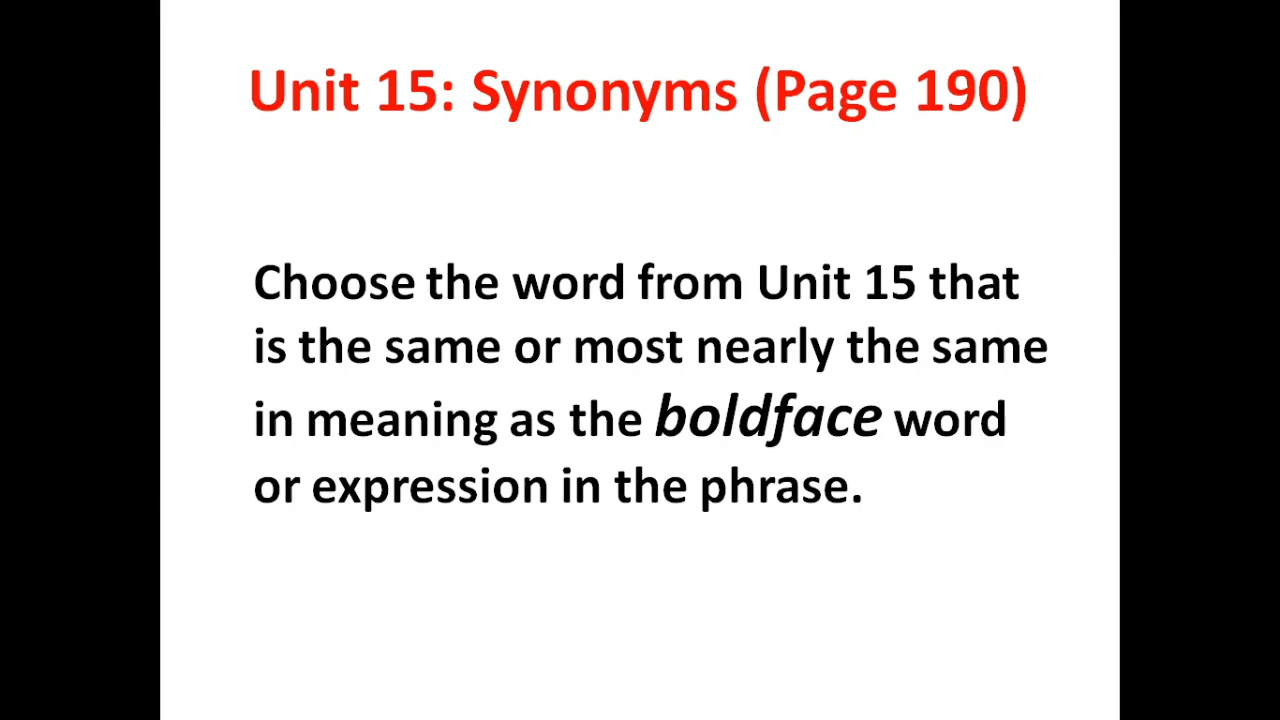 Unit 15: Synonyms (Page 190)
Choose the word from Unit 15 that
is the same or most nearly the same
in meaning as the boldface word
or expression in the phrase.